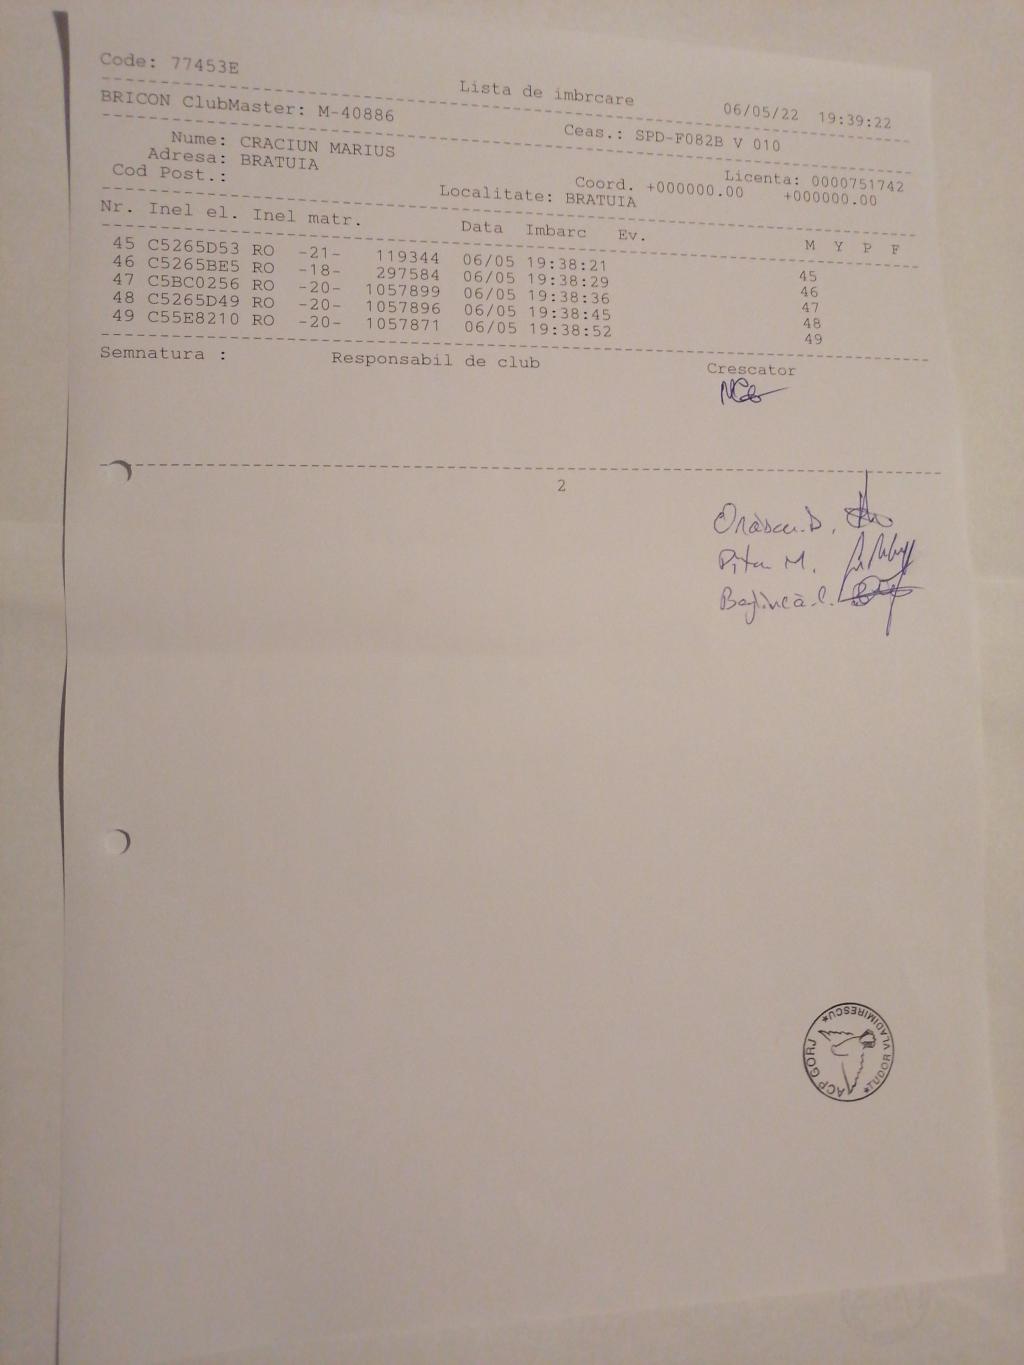 Code: 77453E
Lista de imbrcare 06/05/22 19:39:22
BRICON ClubMaster: M-40886 Ceas.: SPD-F082B V 010
Nume: CRACIUN MARIUS Licenta: 0000751742
Adresa: BRATUIA Coord. +000000.00 +000000.00
Cod Post.: Localitate: BRATUIA
Nr. Inel el. Inel matr. Data Imbarc Ev. M Y P F
45 C5265D53 RO -21- 119344 06/05 19:38:21 45
46 C5265BE5 RO -18- 297584 06/05 19:38:29 46
47 C5BC0256 RO -20- 1057899 06/05 19:38:36 47
48 C5265D49 RO -20- 1057896 06/05 19:38:45 48
49 C55E8210 RO -20- 1057871 06/05 19:38:52 49
Semnatura : Responsabil de club Crescator
2
M.
ACP GORJ *TUDOR VLADIMIRESCU*